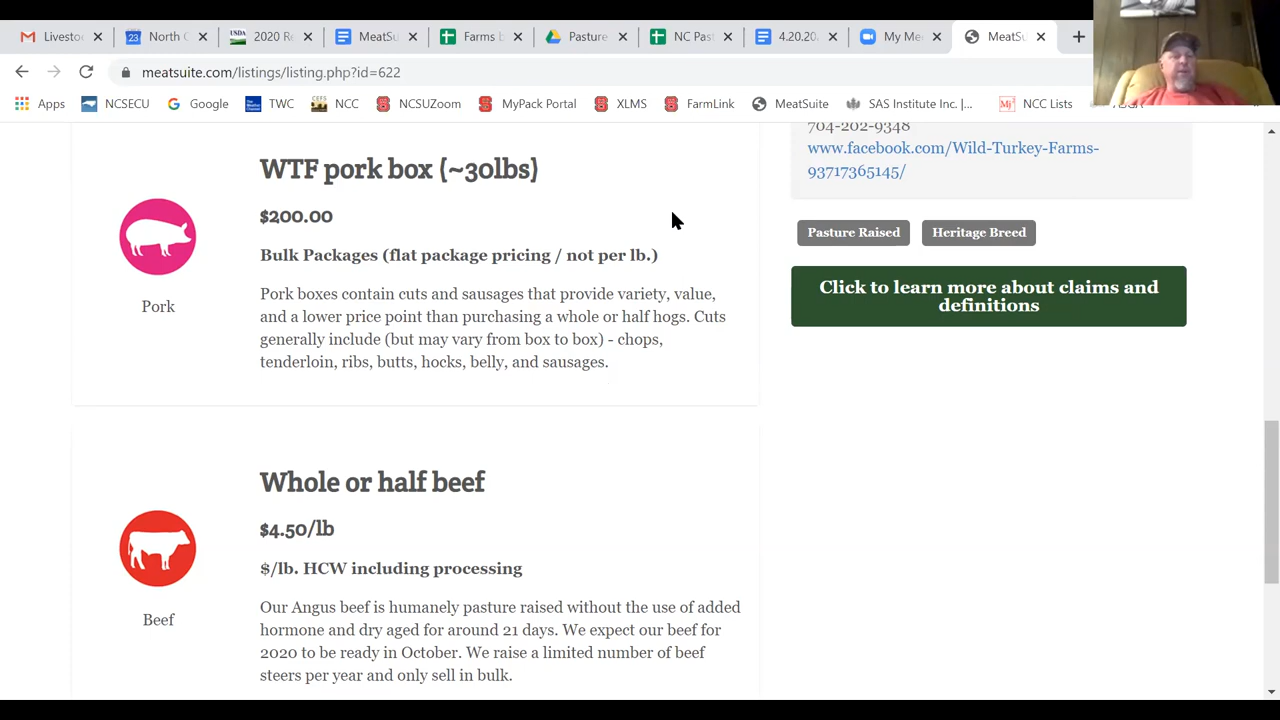 Livesto
North C
2020 R
MeatSu
Farms b
Pasture
NC Pas
4.20.20
My Me
MeatSu
meatsuite.com/listings/listing.php?id=622
Apps NCSECU Google TWC NCC NCSUZoom MyPack Portal XLMS FarmLink MeatSuite SAS Institute Inc. |... NCC Lists
704-202-9348
www.facebook.com/Wild-Turkey-Farms-
93717365145/
Pasture Raised Heritage Breed
Click to learn more about claims and
definitions
WTF pork box (~30lbs)
$200.00
Bulk Packages (flat package pricing / not per lb.)
Pork
Pork boxes contain cuts and sausages that provide variety, value,
and a lower price point than purchasing a whole or half hogs. Cuts
generally include (but may vary from box to box) - chops,
tenderloin, ribs, butts, hocks, belly, and sausages.
Whole or half beef
$4.50/lb
$/lb. HCW including processing
Beef
Our Angus beef is humanely pasture raised without the use of added
hormone and dry aged for around 21 days. We expect our beef for
2020 to be ready in October. We raise a limited number of beef
steers per year and only sell in bulk.